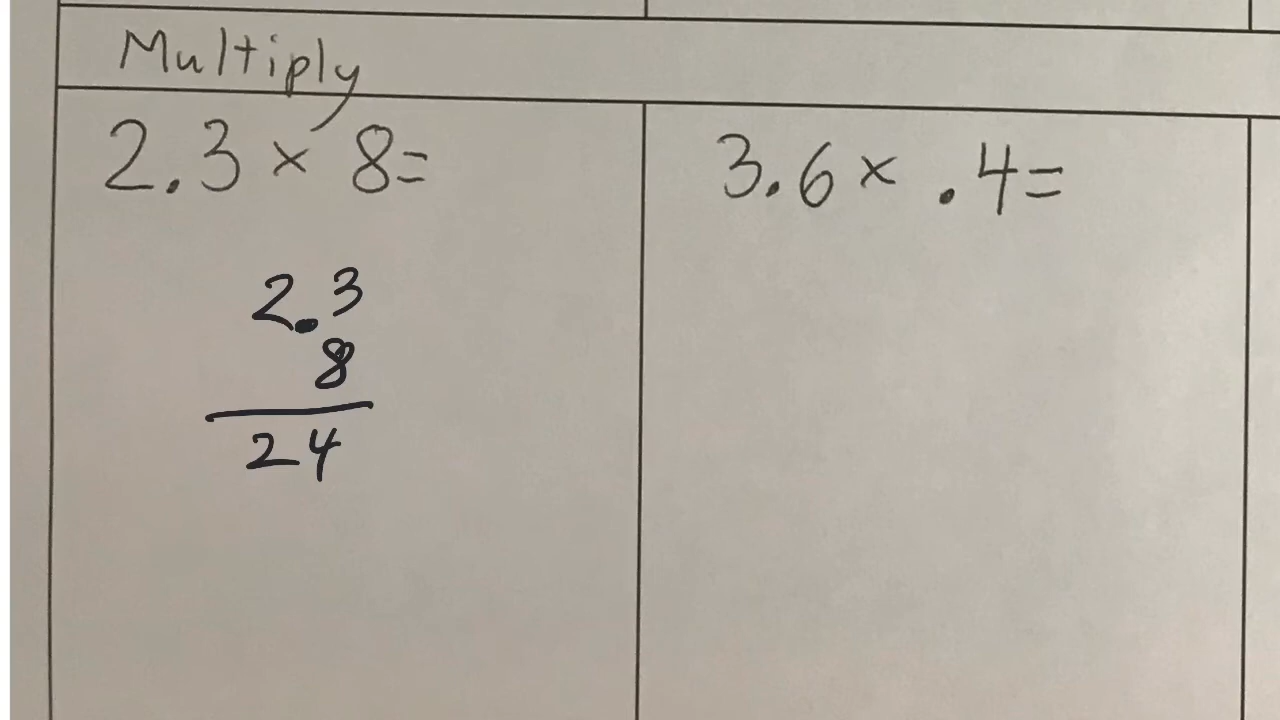 Multiply
2.3 × 8=
2.3
8
24
3.6 × .4=